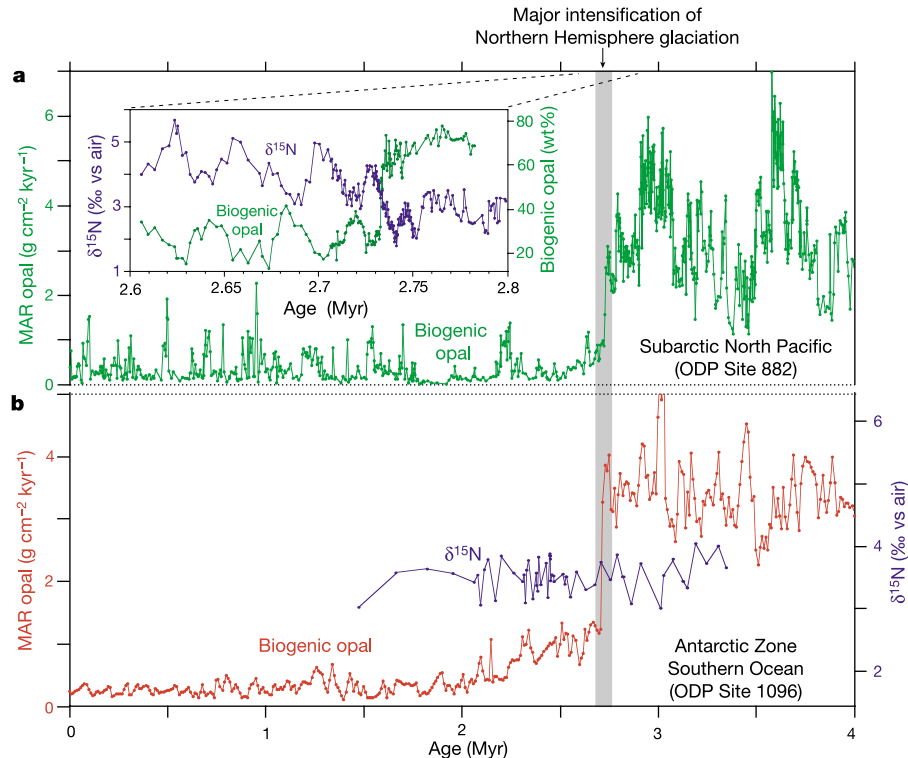 Major intensification of
Northern Hemisphere glaciation
a
MAR opal (g cm⁻² kyr⁻¹)
6
4
2
0
δ¹⁵N (‰ vs air)
5
3
1
δ¹⁵N
Biogenic
opal
80
60
40
20
Biogenic opal (wt%)
2.6 2.65 2.7 2.75 2.8
Age (Myr)
Biogenic
opal
Subarctic North Pacific
(ODP Site 882)
b
MAR opal (g cm⁻² kyr⁻¹)
4
2
0
6
4
2
δ¹⁵N (‰ vs air)
δ¹⁵N
Biogenic opal
Antarctic Zone
Southern Ocean
(ODP Site 1096)
0 1 2 3 4
Age (Myr)